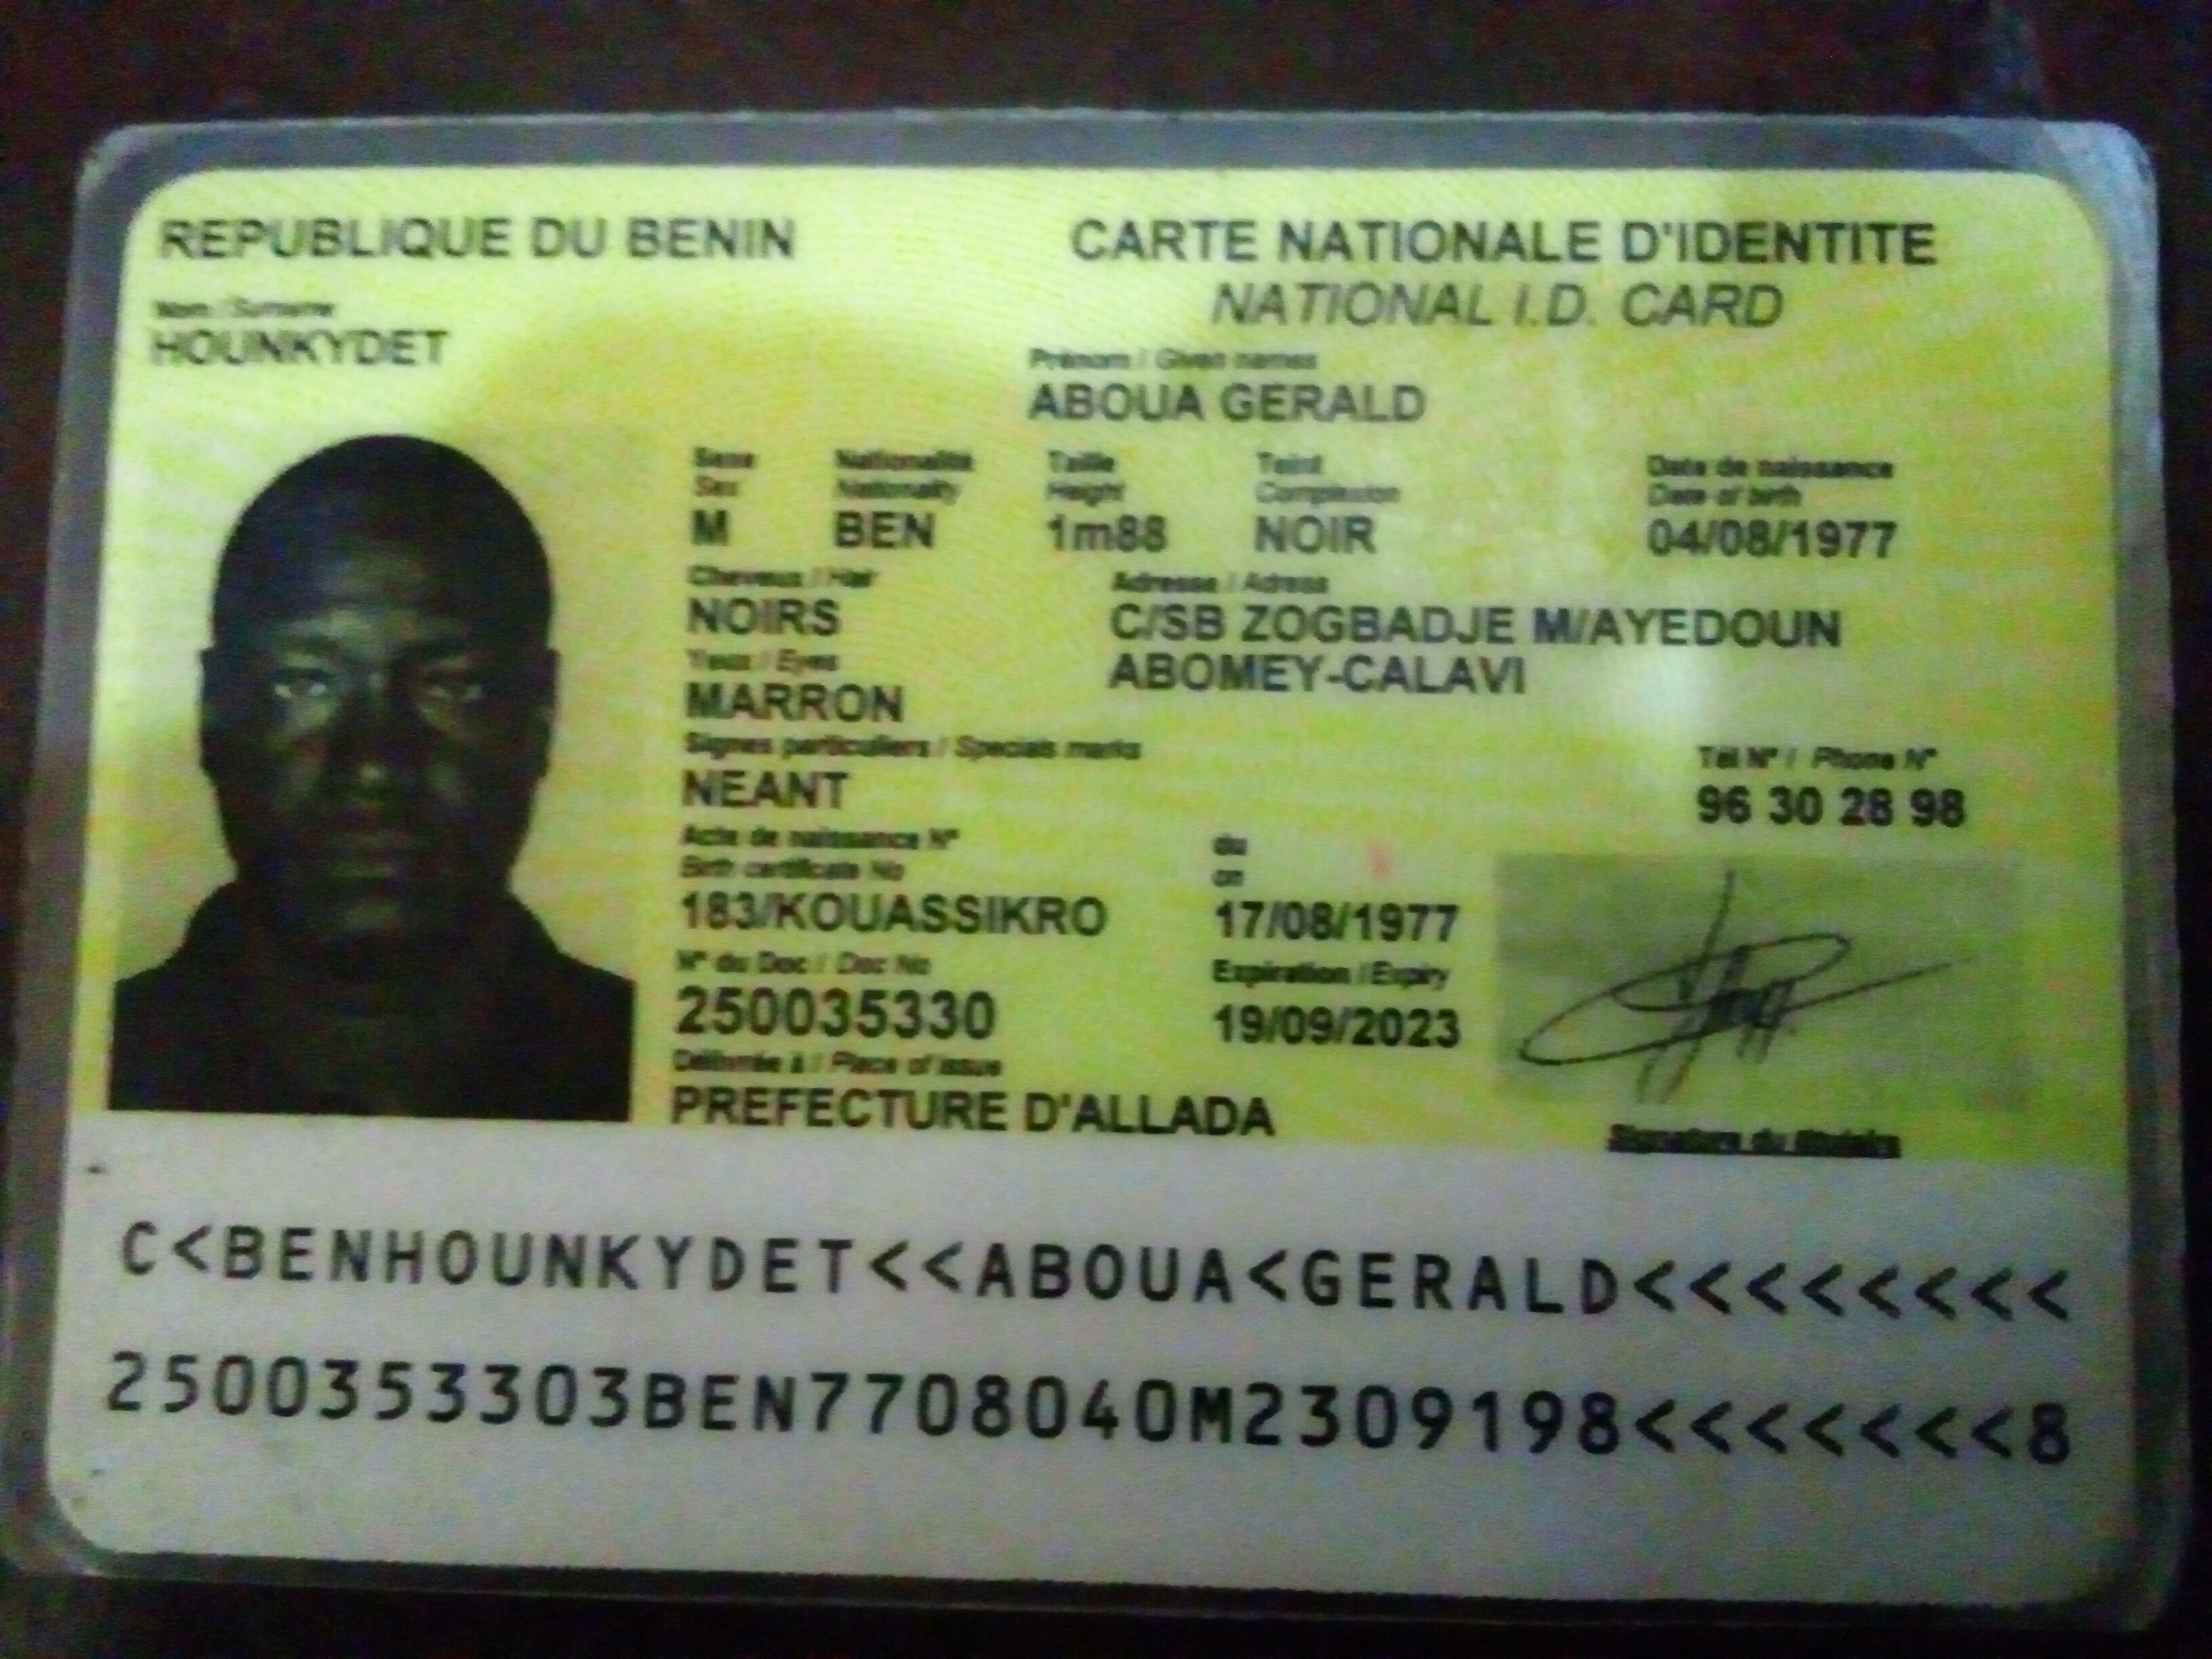 REPUBLIQUE DU BENIN
CARTE NATIONALE D'IDENTITE
NATIONAL I.D. CARD
Nom / Surname
HOUNKYDET
Prénom / Given names
ABOUA GERALD
Sexe Nationalité Taille Teint Date de naissance
Sex Nationality Height Complexion Date of birth
M BEN 1m88 NOIR 04/08/1977
Cheveux / Hair Adresse / Adress
NOIRS C/SB ZOGBADJE M/AYEDOUN
ABOMEY-CALAVI
Yeux / Eyes
MARRON
Signes particuliers / Specials marks
NEANT
Tél N° / Phone N°
96 30 28 98
Acte de naissance N° du
Birth certificate No on
183/KOUASSIKRO 17/08/1977
N° du Doc / Doc No Expiration / Expiry
250035330 19/09/2023
Délivrée à / Place of issue
PREFECTURE D'ALLADA
Signature du titulaire
C<BENHOUNKYDET<<ABOUA<GERALD<<<<<<<<
2500353303BEN7708040M2309198<<<<<<<8